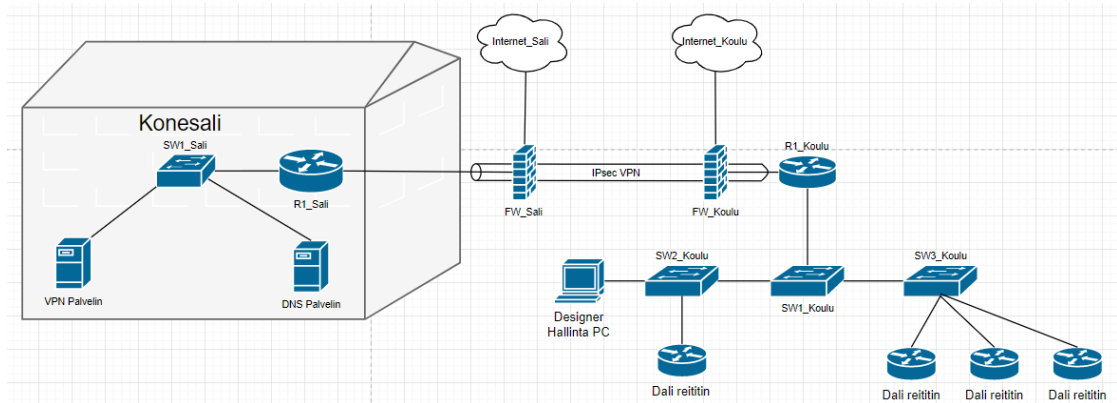 Internet_Sali
Internet_Koulu
Konesali
SW1_Sali
R1_Sali
VPN Palvelin
DNS Palvelin
FW_Sali
IPsec VPN
FW_Koulu
R1_Koulu
SW2_Koulu
SW3_Koulu
SW1_Koulu
Designer
Hallinta PC
Dali reititin
Dali reititin
Dali reititin
Dali reititin